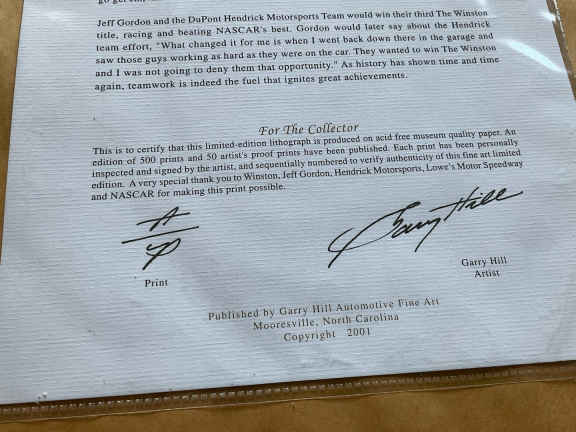 Jeff Gordon and the DuPont Hendrick Motorsports Team would win their third The Winston
title, racing and beating NASCAR's best. Gordon would later say about the Hendrick
team effort, "What changed it for me is when I went back down there in the garage and
saw those guys working as hard as they were on the car. They wanted to win The Winston
and I was not going to deny them that opportunity." As history has shown time and time
again, teamwork is indeed the fuel that ignites great achievements.
For The Collector
This is to certify that this limited-edition lithograph is produced on acid free museum quality paper. An
edition of 500 prints and 50 artist's proof prints have been published. Each print has been personally
inspected and signed by the artist, and sequentially numbered to verify authenticity of this fine art limited
edition. A very special thank you to Winston, Jeff Gordon, Hendrick Motorsports, Lowe's Motor Speedway
and NASCAR for making this print possible.
A/P
Garry Hill
Print
Garry Hill
Artist
Published by Garry Hill Automotive Fine Art
Mooresville, North Carolina
Copyright 2001